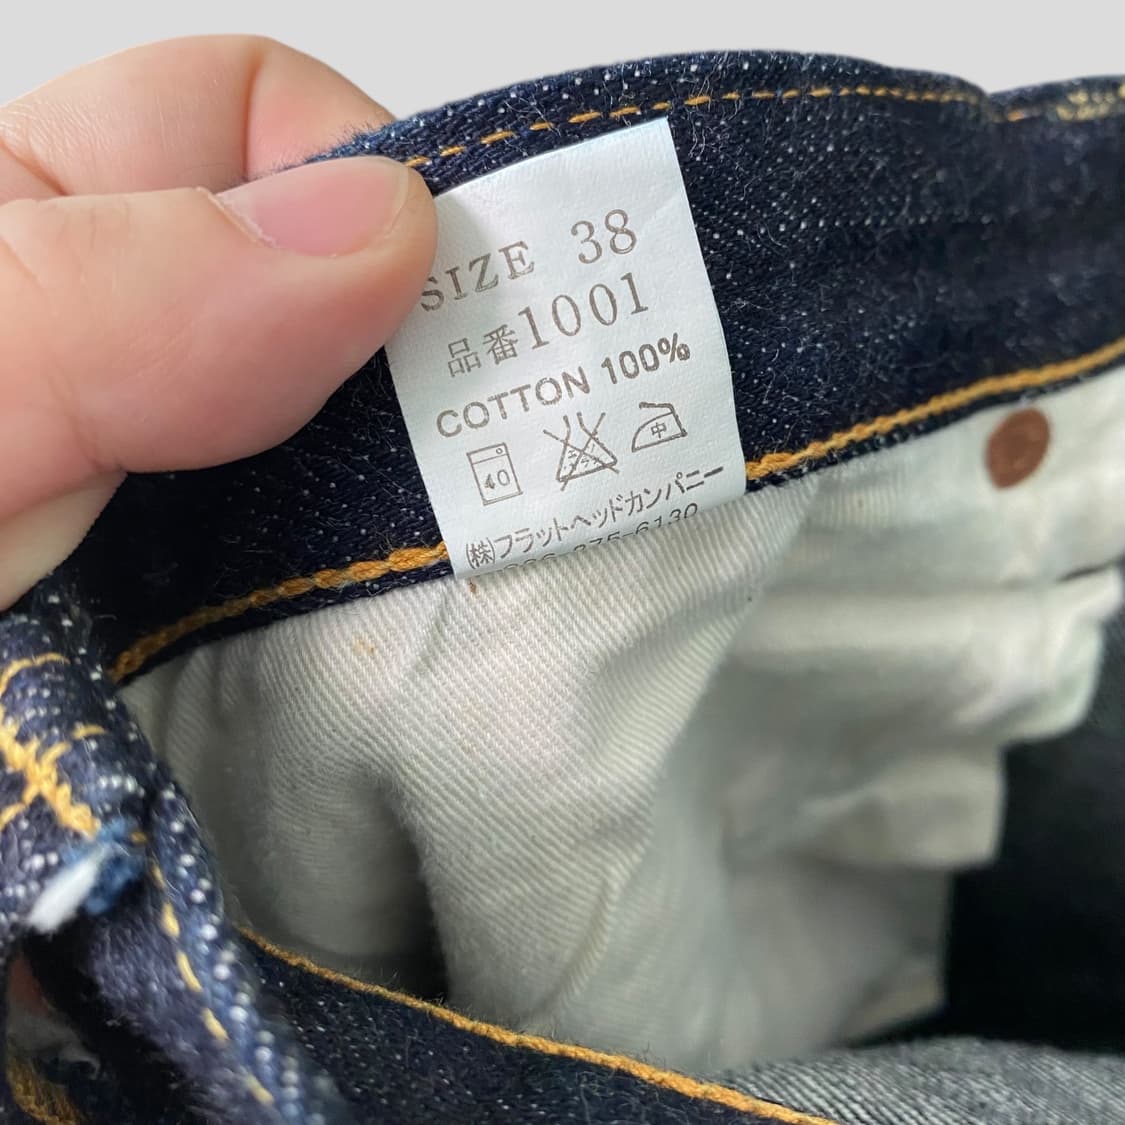 SIZE 38
品番1001
COTTON 100%
40
中
㈱フラットヘッドカンパニー